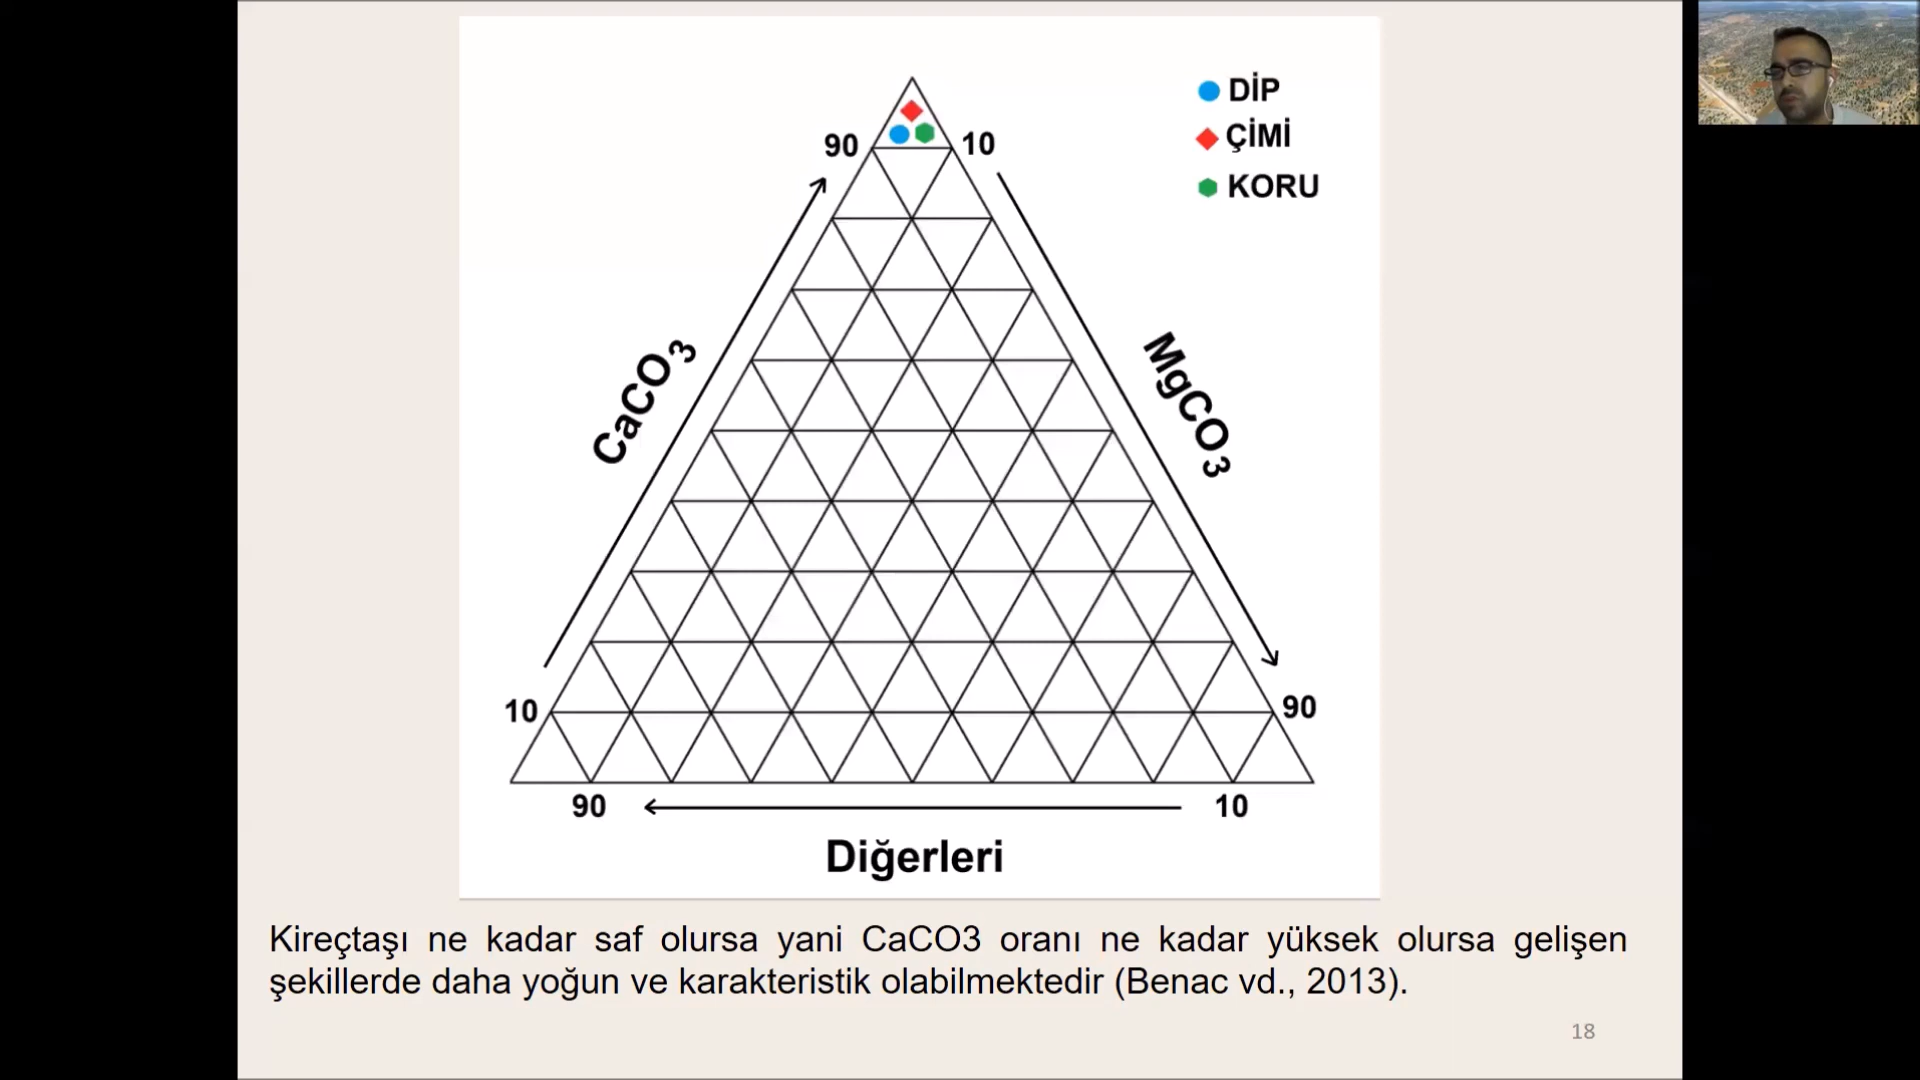 DİP
ÇİMİ
KORU
90
10
CaCO3
MgCO3
10
90
90
10
Diğerleri
Kireçtaşı ne kadar saf olursa yani CaCO3 oranı ne kadar yüksek olursa gelişen
şekillerde daha yoğun ve karakteristik olabilmektedir (Benac vd., 2013).
18